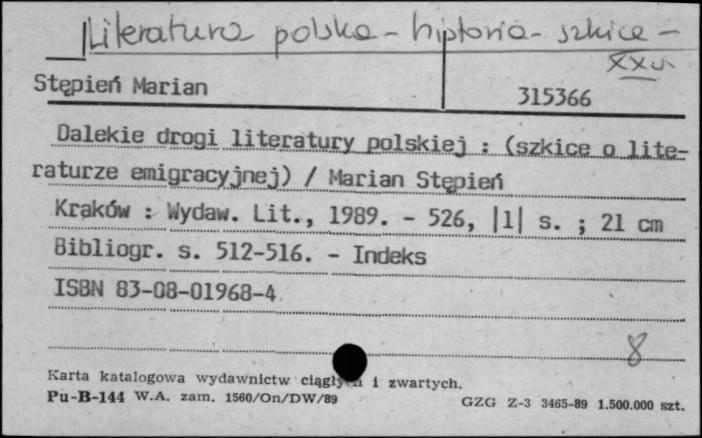 Literatura polska - historia - szkice -
XX w.
Stępień Marian
315366
Dalekie drogi literatury polskiej : (szkice o lite-
raturze emigracyjnej) / Marian Stępień
Kraków : Wydaw. Lit., 1989. - 526, |1| s. ; 21 cm
Bibliogr. s. 512-516. - Indeks
ISBN 83-08-01968-4
8
Karta katalogowa wydawnictw ciągłych i zwartych.
Pu-B-144 W.A. zam. 1560/On/DW/89 GZG Z-3 3465-89 1.500.000 szt.